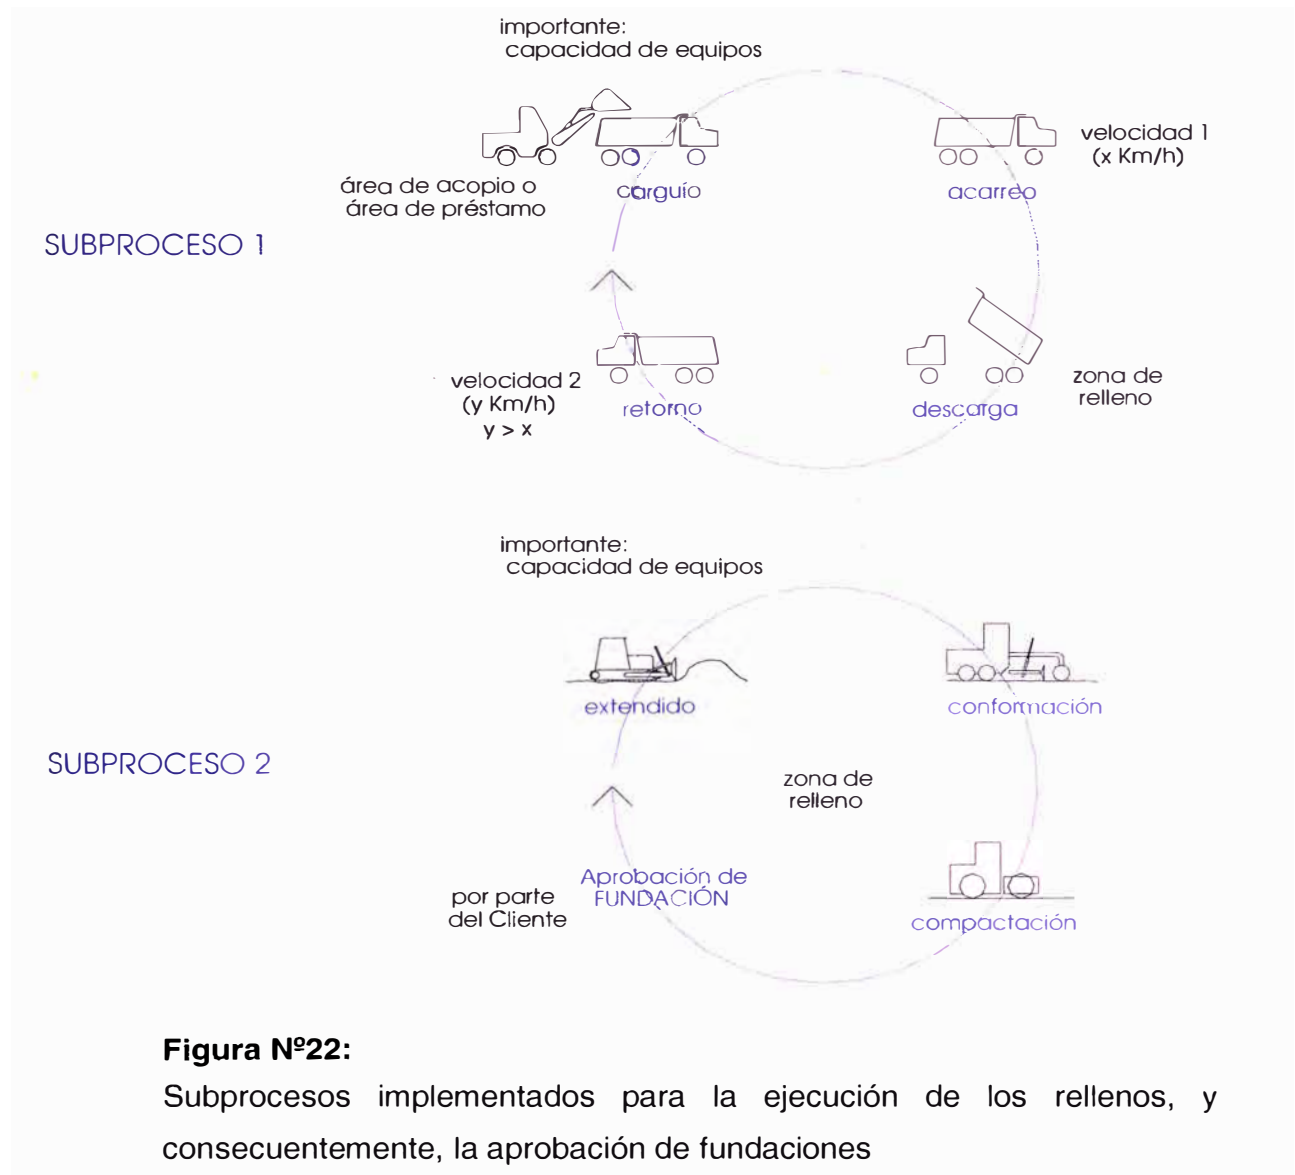 importante:
capacidad de equipos
velocidad 1
(x Km/h)
área de acopio o
área de préstamo
carguío
acarreo
SUBPROCESO 1
velocidad 2
(y Km/h)
y > x
retorno
descarga
zona de
relleno
importante:
capacidad de equipos
extendido
conformación
SUBPROCESO 2
zona de
relleno
por parte
del Cliente
Aprobación de
FUNDACIÓN
compactación
Figura Nº22:
Subprocesos implementados para la ejecución de los rellenos, y
consecuentemente, la aprobación de fundaciones